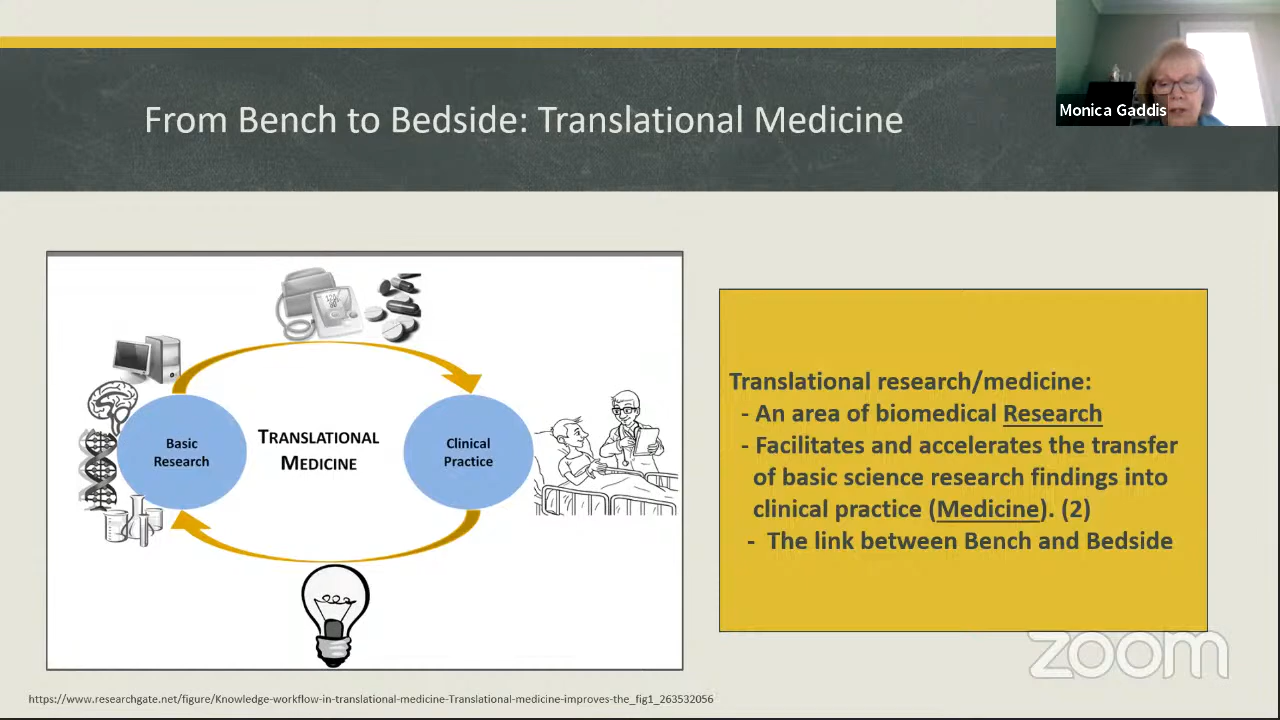 From Bench to Bedside: Translational Medicine
Monica Gaddis
Basic
Research
TRANSLATIONAL
MEDICINE
Clinical
Practice
Translational research/medicine:
- An area of biomedical Research
- Facilitates and accelerates the transfer
of basic science research findings into
clinical practice (Medicine). (2)
- The link between Bench and Bedside
zoom
https://www.researchgate.net/figure/Knowledge-workflow-in-translational-medicine-Translational-medicine-improves-the_fig1_263532056